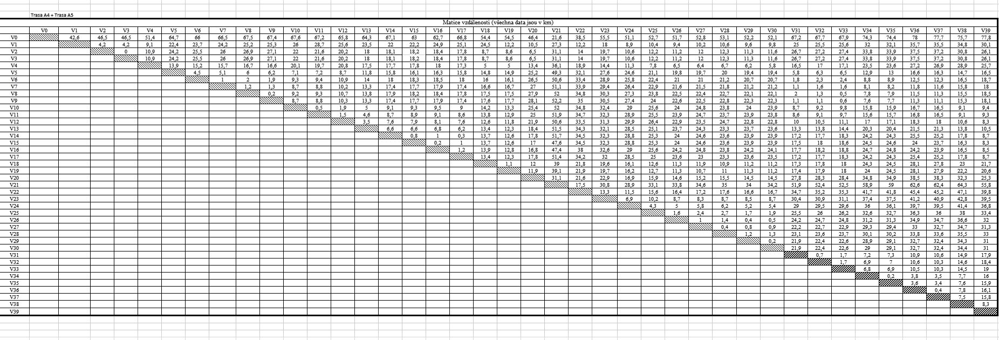 Trasa A4 + Trasa A5
Matice vzdálenosti (všechna data jsou v km)
V0 V1 V2 V3 V4 V5 V6 V7 V8 V9 V10 V11 V12 V13 V14 V15 V16 V17 V18 V19 V20 V21 V22 V23 V24 V25 V26 V27 V28 V29 V30 V31 V32 V33 V34 V35 V36 V37 V38 V39
V0 42,6 46,5 46,5 51,4 64,7 66 66,5 67,5 67,4 67,6 67,2 65,8 64,3 67,1 63 62,7 66,8 54,4 54,5 46,4 21,6 38,5 55,5 51,1 52,7 51,7 52,8 53,1 52,2 52,1 67,2 67,7 67,9 74,3 74,4 78 77,7 75,7 77,8
V1 4,2 4,2 9,1 22,4 23,7 24,2 25,2 25,3 26 28,7 25,6 23,5 22 22,2 24,9 25,1 24,5 12,2 10,5 27,3 12,2 18 8,9 10,4 9,4 10,2 10,6 9,6 9,8 25 25,5 25,6 32 32,1 35,7 35,5 34,8 30,1
V2 0 10,9 24,2 25,5 26 26,9 27,1 22 21,6 20,2 18 18,1 18,2 18,4 17,8 8,7 8,6 6,5 31,1 14 19,7 10,6 12,2 11,2 12 12,3 11,3 11,6 26,7 27,2 27,4 33,8 33,9 37,5 37,2 30,8 26,1
V3 10,9 24,2 25,5 26 26,9 27,1 22 21,6 20,2 18 18,1 18,2 18,4 17,8 8,7 8,6 6,5 31,1 14 19,7 10,6 12,2 11,2 12 12,3 11,3 11,6 26,7 27,2 27,4 33,8 33,9 37,5 37,2 30,8 26,1
V4 13,9 15,2 15,7 16,7 16,6 20,1 19,7 20,8 17,5 17,7 17,8 18 17,3 5 5 13,4 36,1 18,9 14,4 11,3 7,8 6,5 6,4 6,7 6,2 5,8 16,5 17 17,1 23,5 23,6 27,2 26,9 28,9 25,7
V5 4,5 5,1 6 6,2 7,1 7,2 8,7 11,8 15,8 16,1 16,3 15,8 14,8 14,9 25,2 49,3 32,1 27,6 24,6 21,1 19,8 19,7 20 19,4 19,4 5,8 6,3 6,5 12,9 13 16,6 16,3 14,7 16,5
V6 1 2 1,9 9,3 9,4 10,9 14 18 18,3 18,5 18 16 16,1 26,5 50,6 33,4 28,9 25,8 22,4 21 21 21,2 20,7 20,7 1,8 2,3 2,4 8,8 8,9 12,5 12,3 16,5 18,7
V7 1,2 1,3 8,7 8,8 10,2 13,3 17,4 17,7 17,9 17,4 16,6 16,7 27 51,1 33,9 29,4 26,4 22,9 21,6 21,5 21,8 21,2 21,2 1,1 1,6 1,6 8,1 8,2 11,8 11,6 15,8 18
V8 0,2 9,2 9,3 10,7 13,8 17,9 18,2 18,4 17,8 17,5 17,5 27,9 52 34,8 30,3 27,3 23,8 22,5 22,4 22,7 22,1 22,1 2 1,3 0,5 7,8 7,9 11,5 11,3 15,5 18,5
V9 8,7 8,8 10,3 13,3 17,4 17,7 17,9 17,4 17,6 17,7 28,1 52,2 35 30,5 27,4 24 22,6 22,5 22,8 22,3 22,3 1,1 1,1 0,6 7,6 7,7 11,3 11,1 15,3 18,1
V10 0,5 1,9 5 9,1 9,3 9,5 9 14,2 13,3 25,4 52 34,8 32,4 29 25,6 24 24,8 23,8 24 23,9 8,7 9,2 9,8 15,8 15,9 16,7 16,5 9,1 9,4
V11 1,5 4,6 8,7 8,9 9,1 8,6 13,8 12,9 25 51,9 34,7 32,3 28,9 25,5 23,9 24,7 23,7 23,9 23,8 8,6 9,1 9,7 15,6 15,7 16,8 16,5 9,1 9,3
V12 3,5 7,6 7,9 8,1 7,6 12,6 11,8 21,9 50,6 33,5 31,3 29,9 26,4 22,9 23,5 24,7 22,8 22,8 10 10,5 11,1 17 17,1 18,3 18 10,6 8,3
V13 6,6 6,6 6,8 6,2 13,4 12,3 18,4 51,5 34,3 32,1 28,5 25,1 23,7 24,3 23,3 23,7 23,6 13,3 13,8 14,4 20,3 20,4 21,5 21,3 13,8 10,5
V14 0,8 1 0,3 13,7 12,6 17,8 51,7 34,5 32,3 28,8 25,3 24 24,6 23,6 23,9 23,9 17,2 17,7 18,3 24,2 24,3 25,5 25,2 17,8 8,7
V15 0,2 1 13,7 12,6 17 47,6 34,5 32,3 28,8 25,3 24 24,6 23,6 23,9 23,9 17,5 18 18,6 24,5 24,6 24 23,7 16,3 8,3
V16 1,2 13,9 12,8 16,8 47,4 38 32,6 29 25,6 24,2 24,8 23,8 24,2 24,1 17,7 18,2 18,8 24,7 24,8 24,2 23,9 16,5 8,5
V17 13,4 12,3 17,8 51,4 34,2 32 28,5 25 23,6 23 23,3 23,6 23,5 17,2 17,7 18,3 24,2 24,3 25,4 25,2 17,8 8,7
V18 1,1 12 39 21,8 19,6 16,1 12,6 11,3 11,9 10,9 11,2 11,2 17,3 17,8 18 24,3 24,5 28,1 27,8 23 21,7
V19 11,9 39,1 21,9 19,7 16,2 12,7 11,3 10,7 11 11,3 11,2 17,4 17,9 18 24 24,5 28,1 27,9 22,2 20,6
V20 31,1 21,6 22,9 16,9 15,9 14,6 15,2 15,5 14,5 14,5 27,8 28,3 28,4 34,8 34,9 38,5 38,3 32,3 25,3
V21 17,5 30,8 28,9 33,1 33,8 34,6 35 34 34,2 51,9 52,4 52,5 58,9 59 62,6 62,4 64,3 55,8
V22 13,3 11,5 15,6 16,4 17,2 17,6 16,6 16,7 34,7 35,2 35,3 41,7 41,8 45,4 45,2 47,1 39,8
V23 6,9 10,2 8,7 8,3 8,7 8,5 8,7 30,4 30,9 31,1 37,4 37,5 41,2 40,9 42,8 39,5
V24 4,3 5 5,8 6,2 5,2 5,4 29 29,5 29,6 36 36,1 39,7 39,5 41,4 36,8
V25 1,6 2,4 2,7 1,7 1,9 25,5 26 26,2 32,6 32,7 36,3 36 38 33,4
V26 1 1,4 0,4 0,5 24,2 24,7 24,8 31,2 31,3 34,9 34,7 36,6 32
V27 0,4 0,8 0,9 22,2 22,7 22,9 29,3 29,4 33 32,7 34,7 31,3
V28 1,2 1,3 23,1 23,6 23,7 30,1 30,2 33,8 33,6 35,5 33
V29 0,2 21,9 22,4 22,6 28,9 29,1 32,7 32,4 34,3 31
V30 21,9 22,4 22,6 29 29,1 32,7 32,4 34,4 31
V31 0,7 1,7 7,2 7,3 10,9 10,6 14,9 17,9
V32 1,7 6,9 7 10,6 10,3 14,6 18,4
V33 6,8 6,9 10,5 10,3 14,5 19
V34 0,2 3,8 3,5 7,7 16
V35 3,6 3,4 7,6 15,9
V36 0,4 7,8 16,1
V37 7,5 15,8
V38 8,3
V39